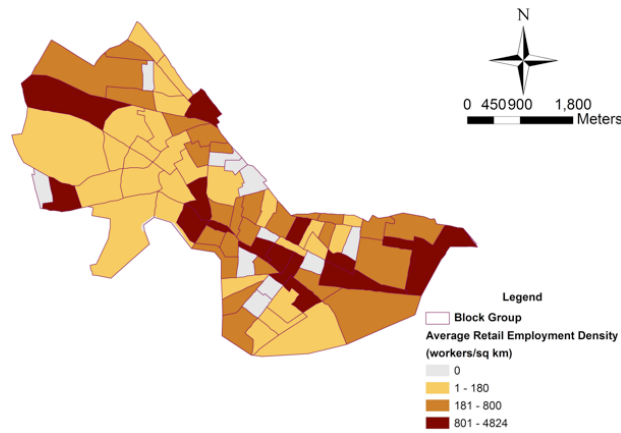 N
0 450 900 1,800
Meters
Legend
Block Group
Average Retail Employment Density
(workers/sq km)
0
1 - 180
181 - 800
801 - 4824